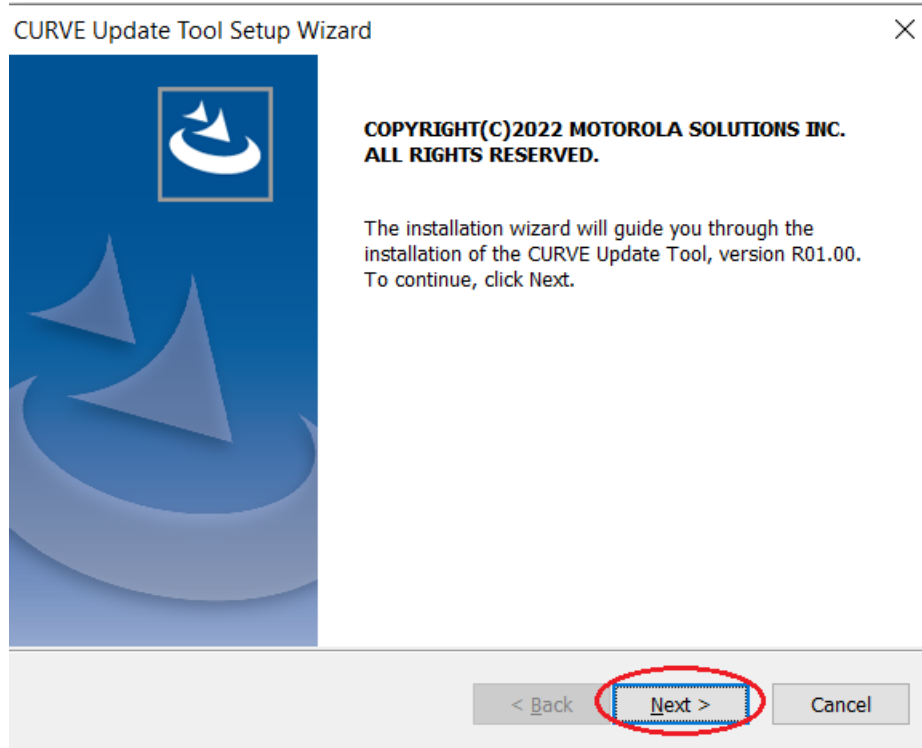 CURVE Update Tool Setup Wizard
COPYRIGHT(C)2022 MOTOROLA SOLUTIONS INC.
ALL RIGHTS RESERVED.
The installation wizard will guide you through the
installation of the CURVE Update Tool, version R01.00.
To continue, click Next.
< Back Next > Cancel